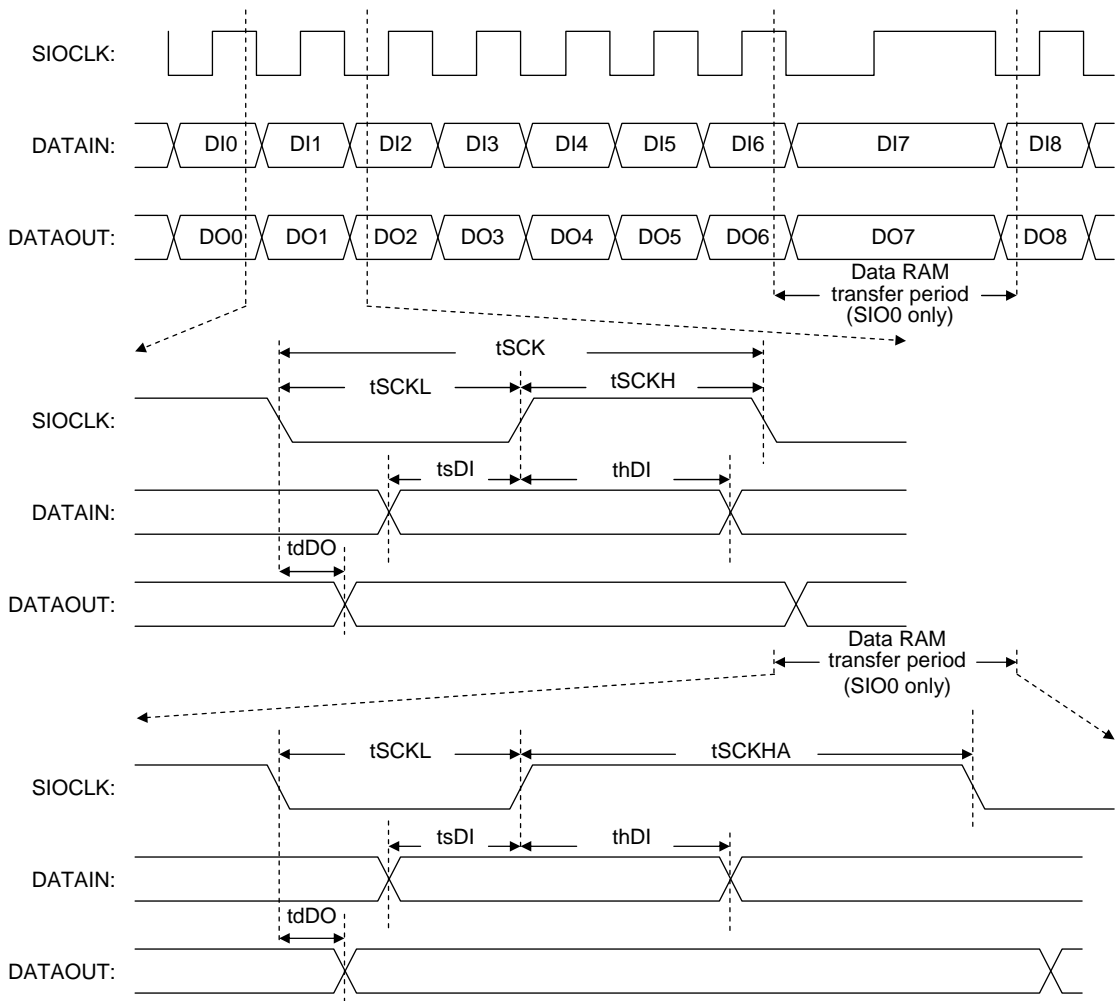 SIOCLK:
DATAIN: DI0 DI1 DI2 DI3 DI4 DI5 DI6 DI7 DI8
DATAOUT: DO0 DO1 DO2 DO3 DO4 DO5 DO6 DO7 DO8
Data RAM
transfer period
(SIO0 only)
tSCK
tSCKL tSCKH
SIOCLK:
tsDI thDI
DATAIN:
tdDO
DATAOUT:
Data RAM
transfer period
(SIO0 only)
tSCKL tSCKHA
SIOCLK:
tsDI thDI
DATAIN:
tdDO
DATAOUT: